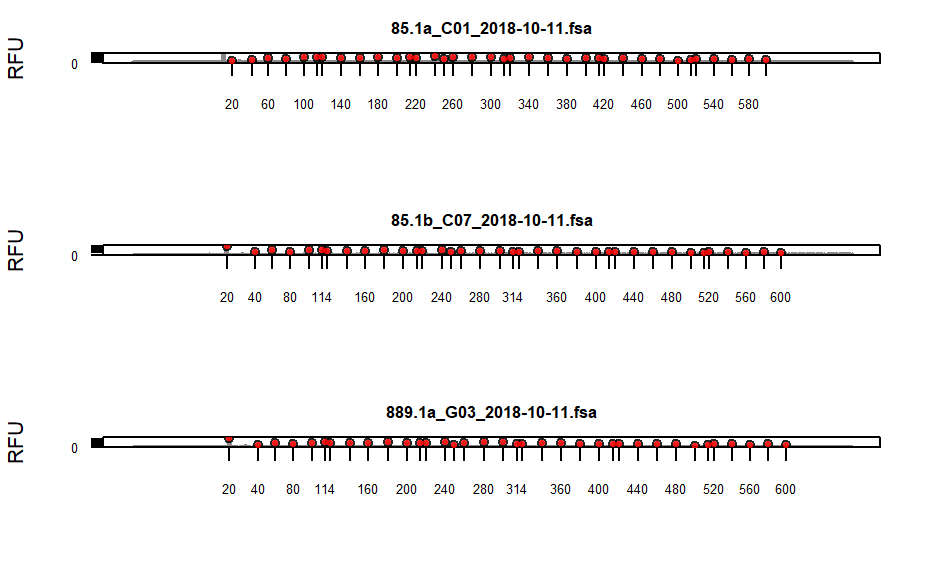 85.1a_C01_2018-10-11.fsa
RFU
0
20 60 100 140 180 220 260 300 340 380 420 460 500 540 580
85.1b_C07_2018-10-11.fsa
RFU
0
20 40 80 114 160 200 240 280 314 360 400 440 480 520 560 600
889.1a_G03_2018-10-11.fsa
RFU
0
20 40 80 114 160 200 240 280 314 360 400 440 480 520 560 600